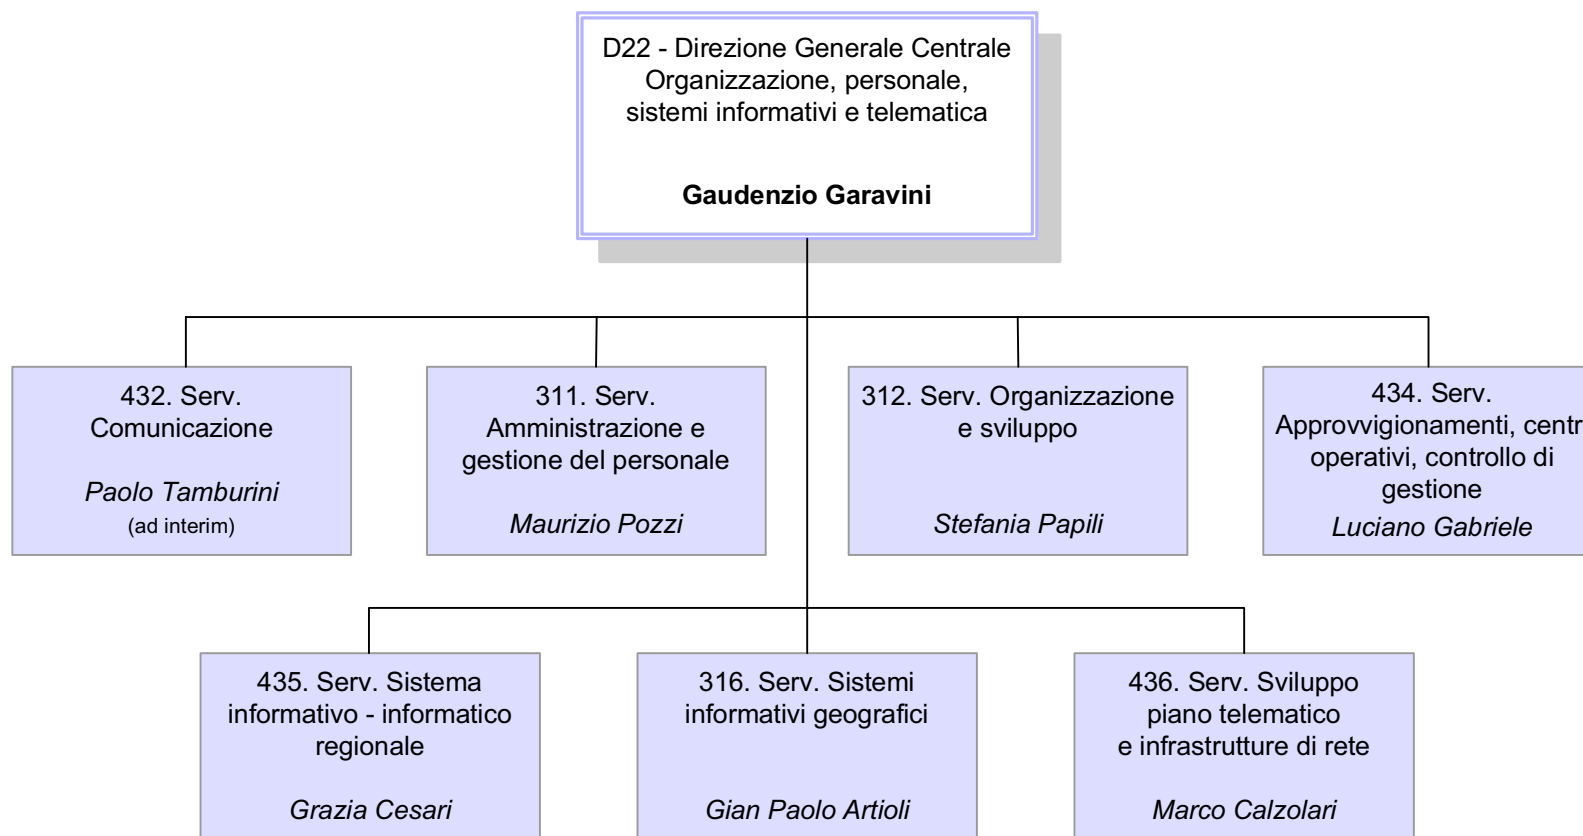 D22 - Direzione Generale Centrale
Organizzazione, personale,
sistemi informativi e telematica
Gaudenzio Garavini
432. Serv.
Comunicazione
Paolo Tamburini
(ad interim)
311. Serv.
Amministrazione e
gestione del personale
Maurizio Pozzi
312. Serv. Organizzazione
e sviluppo
Stefania Papili
434. Serv.
Approvvigionamenti, centr
operativi, controllo di
gestione
Luciano Gabriele
435. Serv. Sistema
informativo - informatico
regionale
Grazia Cesari
316. Serv. Sistemi
informativi geografici
Gian Paolo Artioli
436. Serv. Sviluppo
piano telematico
e infrastrutture di rete
Marco Calzolari